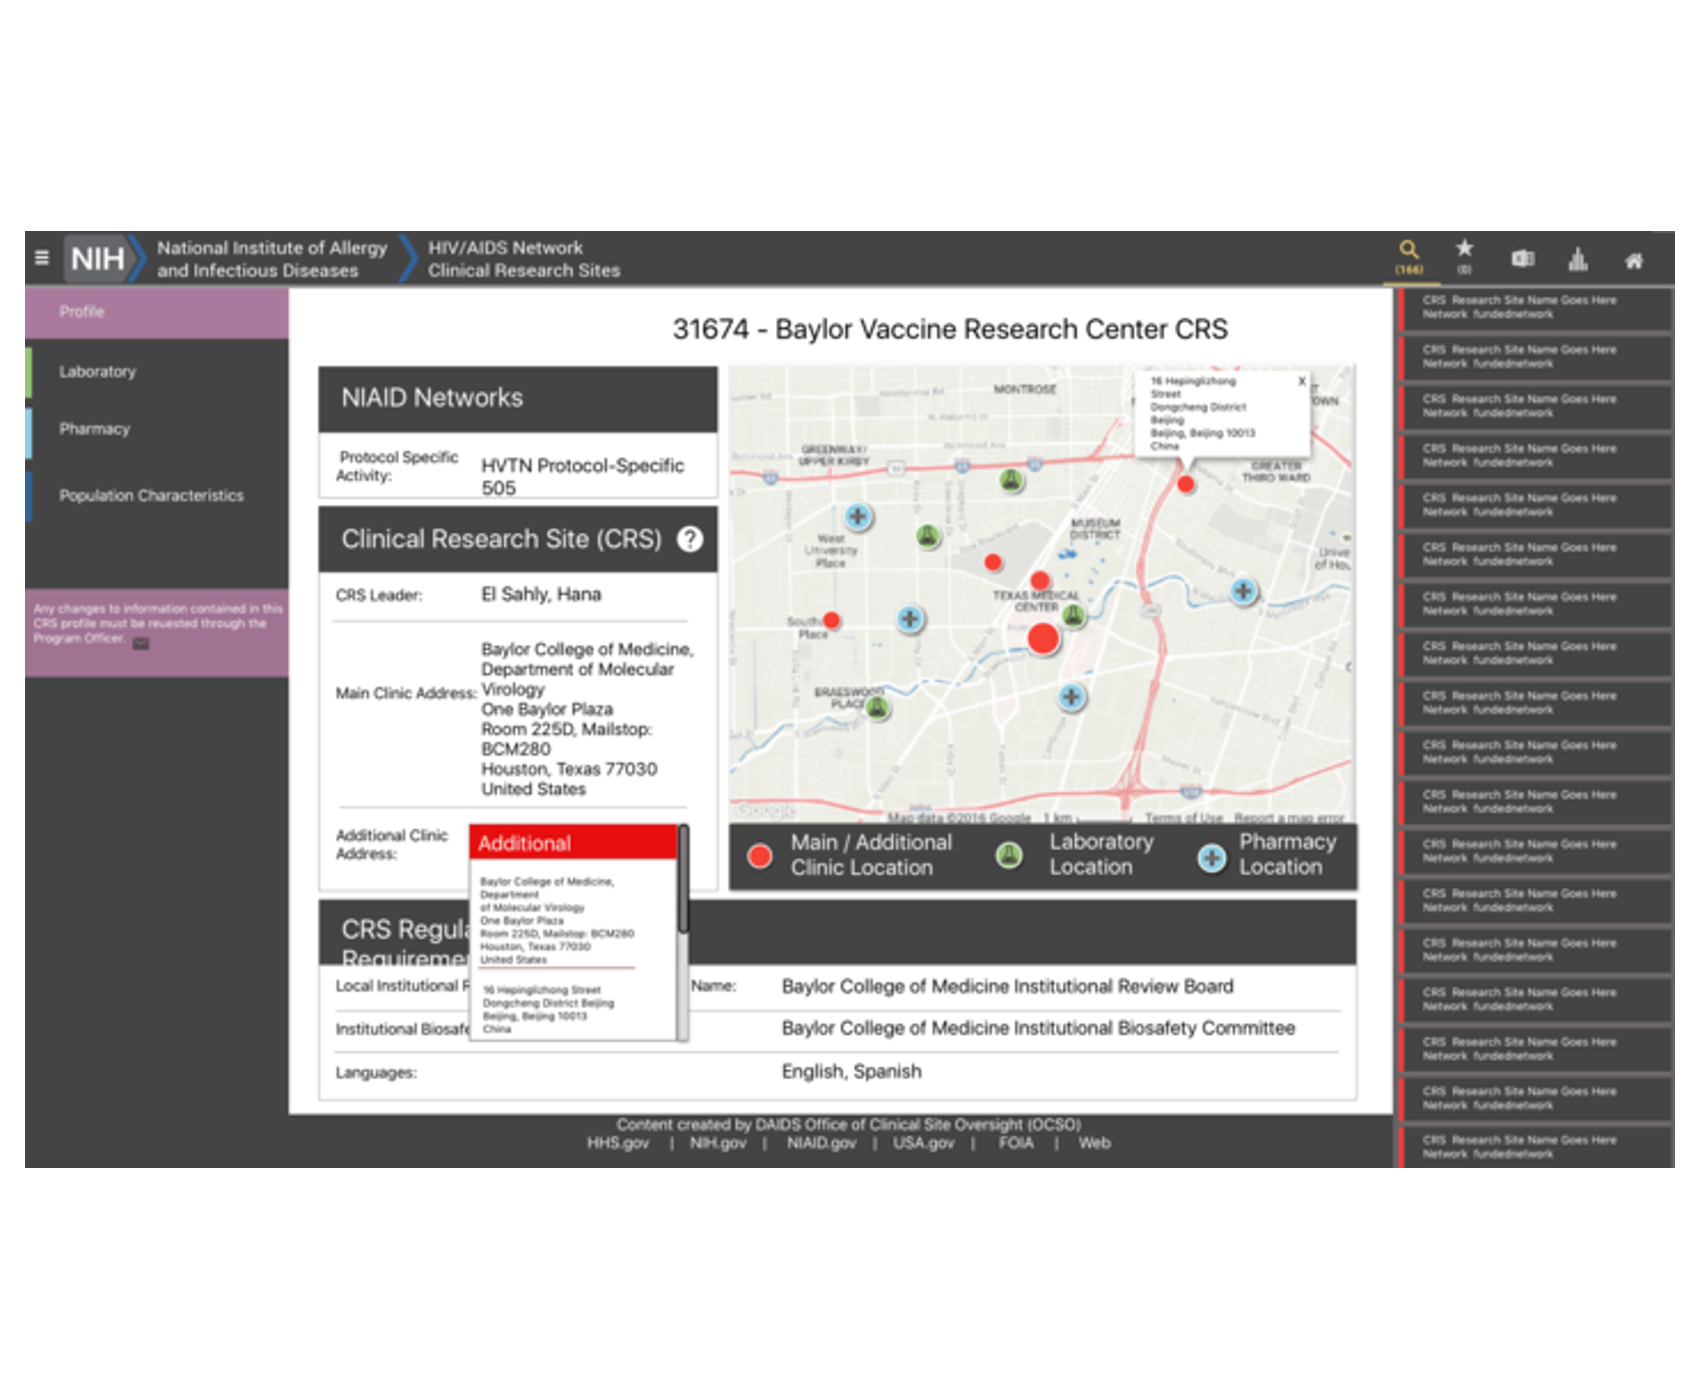 NIH
National Institute of Allergy
and Infectious Diseases
HIV/AIDS Network
Clinical Research Sites
(166)
(0)
Profile
Laboratory
Pharmacy
Population Characteristics
Any changes to information contained in this
CRS profile must be reuested through the
Program Officer.
31674 - Baylor Vaccine Research Center CRS
NIAID Networks
Protocol Specific
Activity:
HVTN Protocol-Specific
505
Clinical Research Site (CRS)
?
CRS Leader:
El Sahly, Hana
Main Clinic Address:
Baylor College of Medicine,
Department of Molecular
Virology
One Baylor Plaza
Room 225D, Mailstop:
BCM280
Houston, Texas 77030
United States
Additional Clinic
Address:
Additional
Baylor College of Medicine,
Department
of Molecular Virology
One Baylor Plaza
Room 225D, Mailstop: BCM280
Houston, Texas 77030
United States
16 Hepinglizhong Street
Dongcheng District Beijing
Beijing, Beijing 10013
China
MONTROSE
16 Hepinglizhong
Street
Dongcheng District
Beijing
Beijing, Beijing 10013
China
X
GREENWAY/
UPPER KIRBY
GREATER
THIRD WARD
MUSEUM
DISTRICT
West
University
Place
TEXAS MEDICAL
CENTER
Place
BRAESWOOD
PLACE
Google
Map data ©2016 Google
1 km
Terms of Use
Report a map error
Main / Additional
Clinic Location
Laboratory
Location
Pharmacy
Location
CRS Regula
Requiremen
Local Institutional R
Name:
Baylor College of Medicine Institutional Review Board
Institutional Biosafe
Baylor College of Medicine Institutional Biosafety Committee
Languages:
English, Spanish
Content created by DAIDS Office of Clinical Site Oversight (OCSO)
HHS.gov | NIH.gov | NIAID.gov | USA.gov | FOIA | Web
CRS Research Site Name Goes Here
Network fundednetwork
CRS Research Site Name Goes Here
Network fundednetwork
CRS Research Site Name Goes Here
Network fundednetwork
CRS Research Site Name Goes Here
Network fundednetwork
CRS Research Site Name Goes Here
Network fundednetwork
CRS Research Site Name Goes Here
Network fundednetwork
CRS Research Site Name Goes Here
Network fundednetwork
CRS Research Site Name Goes Here
Network fundednetwork
CRS Research Site Name Goes Here
Network fundednetwork
CRS Research Site Name Goes Here
Network fundednetwork
CRS Research Site Name Goes Here
Network fundednetwork
CRS Research Site Name Goes Here
Network fundednetwork
CRS Research Site Name Goes Here
Network fundednetwork
CRS Research Site Name Goes Here
Network fundednetwork
CRS Research Site Name Goes Here
Network fundednetwork
CRS Research Site Name Goes Here
Network fundednetwork
CRS Research Site Name Goes Here
Network fundednetwork
CRS Research Site Name Goes Here
Network fundednetwork